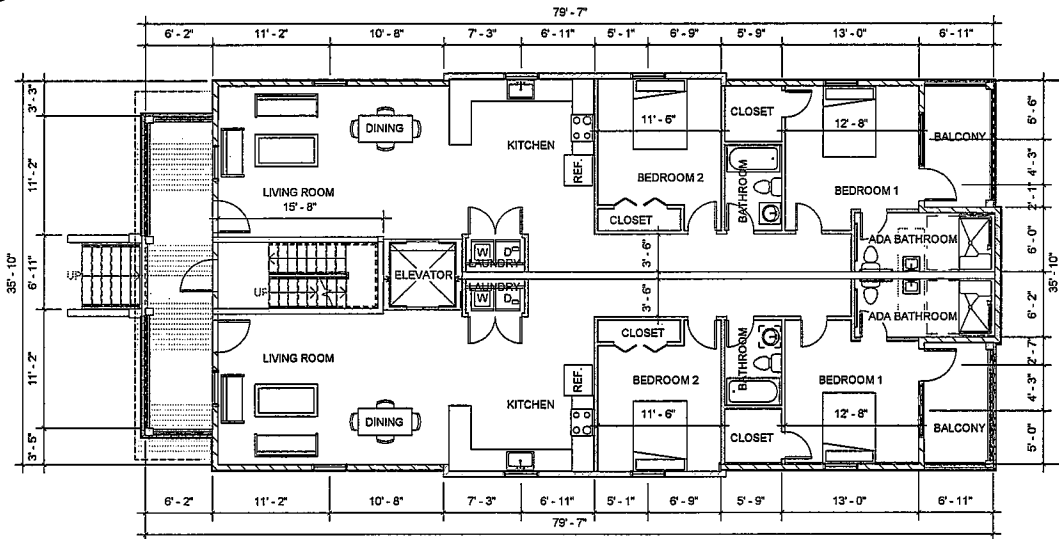 79' - 7"
6' - 2" 11' - 2" 10' - 8" 7' - 3" 6' - 11" 5' - 1" 6' - 9" 5' - 9" 13' - 0" 6' - 11"
3' - 3"
11' - 2"
6' - 11"
35' - 10"
11' - 2"
3' - 5"
DINING
KITCHEN
REF.
LIVING ROOM
15' - 8"
11' - 6"
BEDROOM 2
CLOSET
CLOSET
BATHROOM
12' - 8"
BEDROOM 1
BALCONY
5' - 6"
4' - 3"
2' - 1"
6' - 0"
35' - 10"
6' - 2"
2' - 7"
4' - 3"
5' - 0"
UP
UP
ELEVATOR
W D
LAUNDRY
LAUNDRY
W D
3' - 6"
3' - 6"
ADA BATHROOM
ADA BATHROOM
LIVING ROOM
DINING
KITCHEN
REF.
CLOSET
BEDROOM 2
11' - 6"
BATHROOM
CLOSET
BEDROOM 1
12' - 8"
BALCONY
6' - 2" 11' - 2" 10' - 8" 7' - 3" 6' - 11" 5' - 1" 6' - 9" 5' - 9" 13' - 0" 6' - 11"
79' - 7"